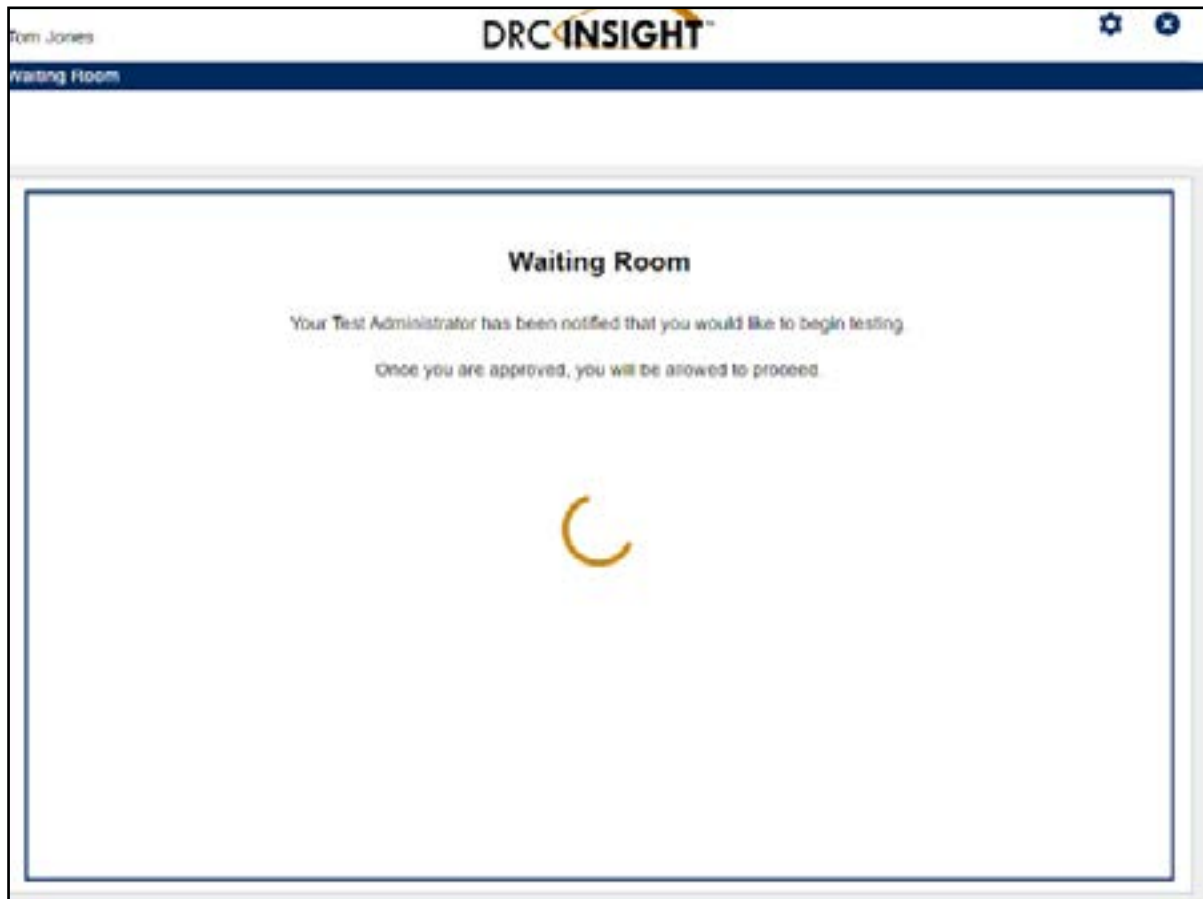 Tom Jones
DRC INSIGHT™
Waiting Room
Waiting Room
Your Test Administrator has been notified that you would like to begin testing.
Once you are approved, you will be allowed to proceed.